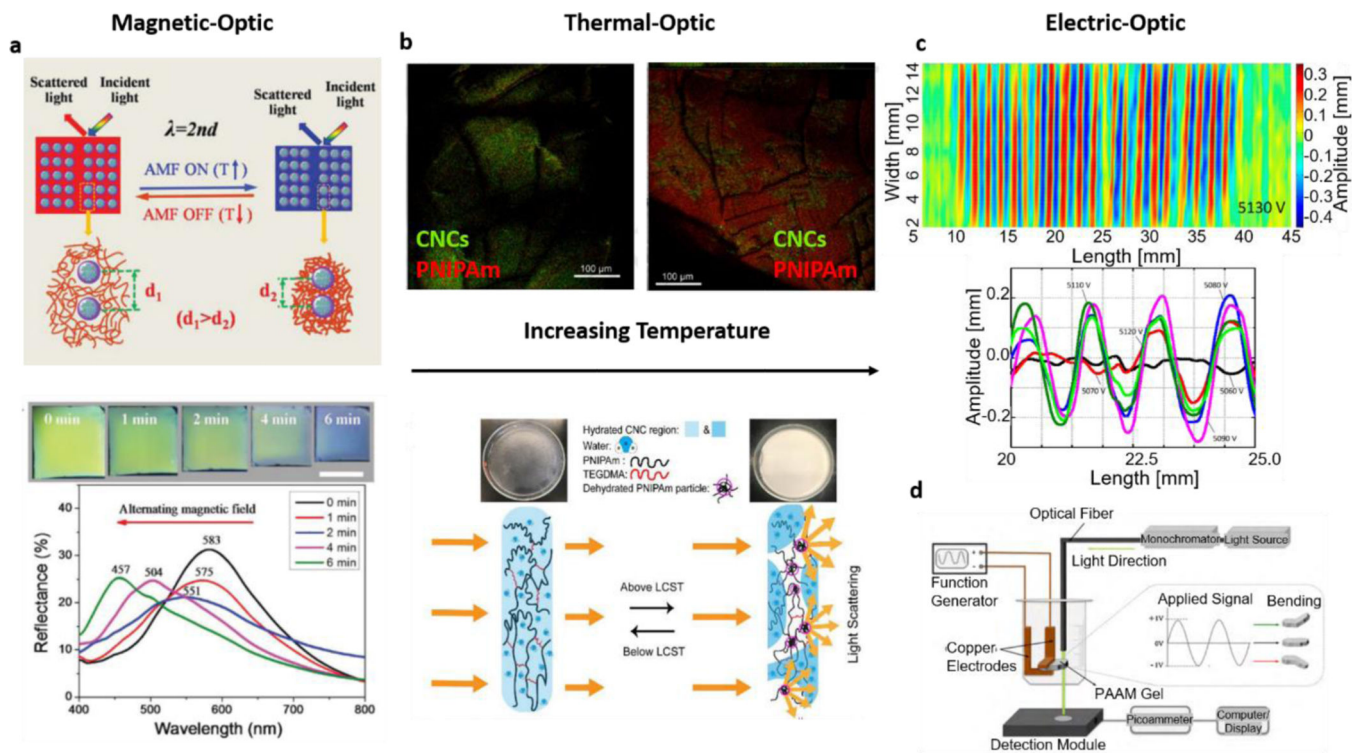 Magnetic-Optic
Thermal-Optic
Electric-Optic
a
Scattered
light
Incident
light
λ=2nd
Scattered
light
Incident
light
AMF ON (T↑)
AMF OFF (T↓)
d1
d2
(d1>d2)
0 min
1 min
2 min
4 min
6 min
Alternating magnetic field
0 min
1 min
2 min
4 min
6 min
583
575
551
504
457
40
30
20
10
0
Reflectance (%)
400
500
600
700
800
Wavelength (nm)
b
CNCs
PNIPAm
100 μm
CNCs
PNIPAm
100 μm
Increasing Temperature
Hydrated CNC region: &
Water:
PNIPAm :
TEGDMA:
Dehydrated PNIPAm particle:
Above LCST
Below LCST
Light Scattering
c
14
12
10
8
6
4
2
Width [mm]
5130 V
5
10
15
20
25
30
35
40
45
Length [mm]
0.3
0.2
0.1
0
-0.1
-0.2
-0.3
-0.4
Amplitude [mm]
0.2
0.0
-0.2
Amplitude [mm]
5110 V
5080 V
5120 V
5070 V
5060 V
5090 V
20
22.5
25.0
Length [mm]
d
Optical Fiber
Monochromator
Light Source
Light Direction
Function
Generator
Applied Signal
Bending
+8V
0V
-8V
Copper
Electrodes
PAAM Gel
Picoammeter
Computer/
Display
Detection Module